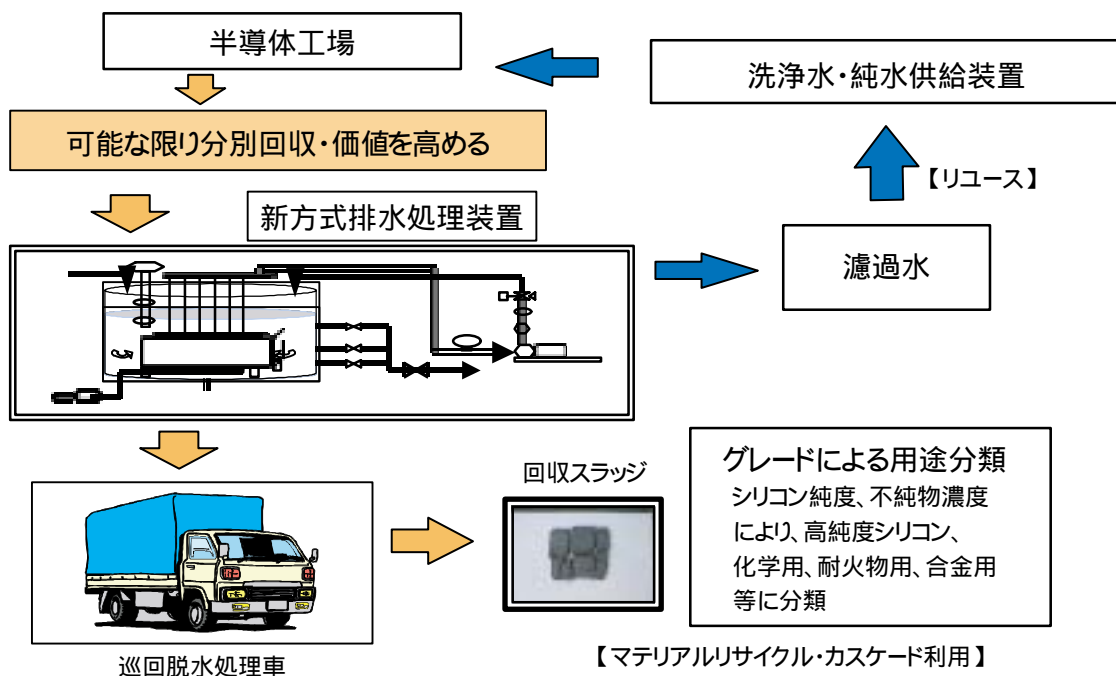 半導体工場
洗浄水・純水供給装置
可能な限り分別回収・価値を高める
【リユース】
新方式排水処理装置
濾過水
回収スラッジ
グレードによる用途分類
シリコン純度、不純物濃度
により、高純度シリコン、
化学用、耐火物用、合金用
等に分類
巡回脱水処理車
【マテリアルリサイクル・カスケード利用】